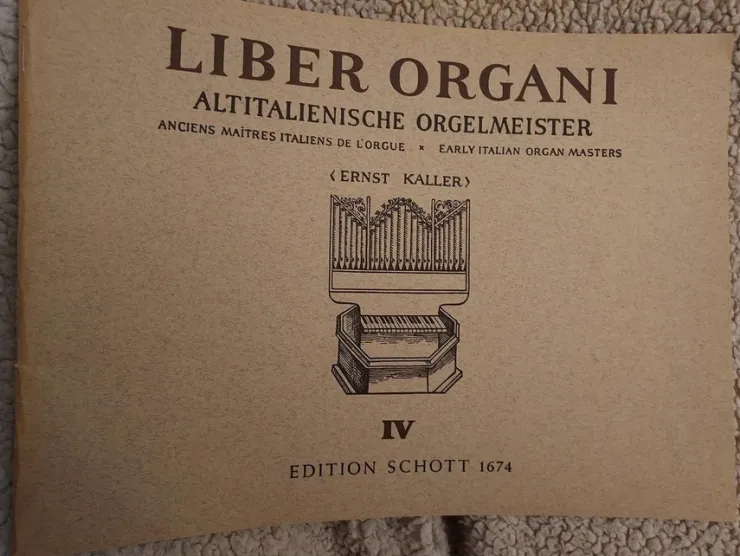 LIBER ORGANI
ALTITALIENISCHE ORGELMEISTER
ANCIENS MAÎTRES ITALIENS DE L'ORGUE × EARLY ITALIAN ORGAN MASTERS
‹ERNST KALLER›
IV
EDITION SCHOTT 1674